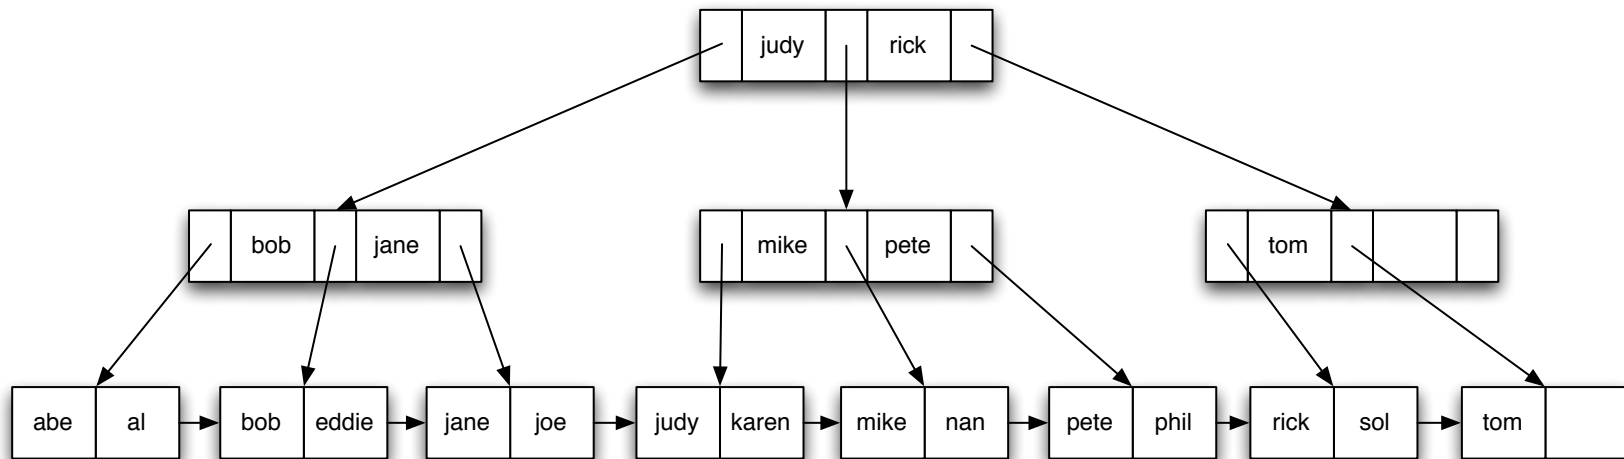 judy rick
bob jane mike pete tom
abe al bob eddie jane joe judy karen mike nan pete phil rick sol tom